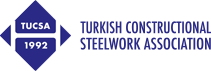 TUCSA
1992
TURKISH CONSTRUCTIONAL
STEELWORK ASSOCIATION